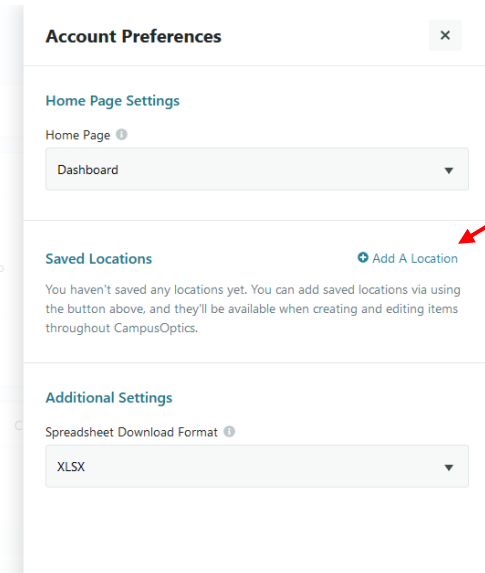 Account Preferences
Home Page Settings
Home Page
Dashboard
Saved Locations
Add A Location
You haven't saved any locations yet. You can add saved locations via using
the button above, and they'll be available when creating and editing items
throughout CampusOptics.
Additional Settings
Spreadsheet Download Format
XLSX